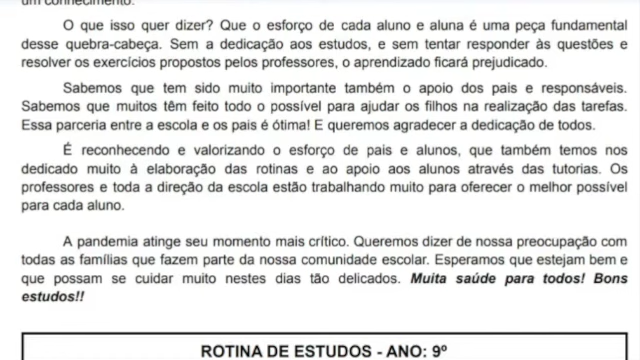 um conhecimento.
O que isso quer dizer? Que o esforço de cada aluno e aluna é uma peça fundamental
desse quebra-cabeça. Sem a dedicação aos estudos, e sem tentar responder às questões e
resolver os exercícios propostos pelos professores, o aprendizado ficará prejudicado.
Sabemos que tem sido muito importante também o apoio dos pais e responsáveis.
Sabemos que muitos têm feito todo o possível para ajudar os filhos na realização das tarefas.
Essa parceria entre a escola e os pais é ótima! E queremos agradecer a dedicação de todos.
É reconhecendo e valorizando o esforço de pais e alunos, que também temos nos
dedicado muito à elaboração das rotinas e ao apoio aos alunos através das tutorias. Os
professores e toda a direção da escola estão trabalhando muito para oferecer o melhor possível
para cada aluno.
A pandemia atinge seu momento mais crítico. Queremos dizer de nossa preocupação com
todas as famílias que fazem parte da nossa comunidade escolar. Esperamos que estejam bem e
que possam se cuidar muito nestes dias tão delicados. Muita saúde para todos! Bons
estudos!!
ROTINA DE ESTUDOS - ANO: 9º